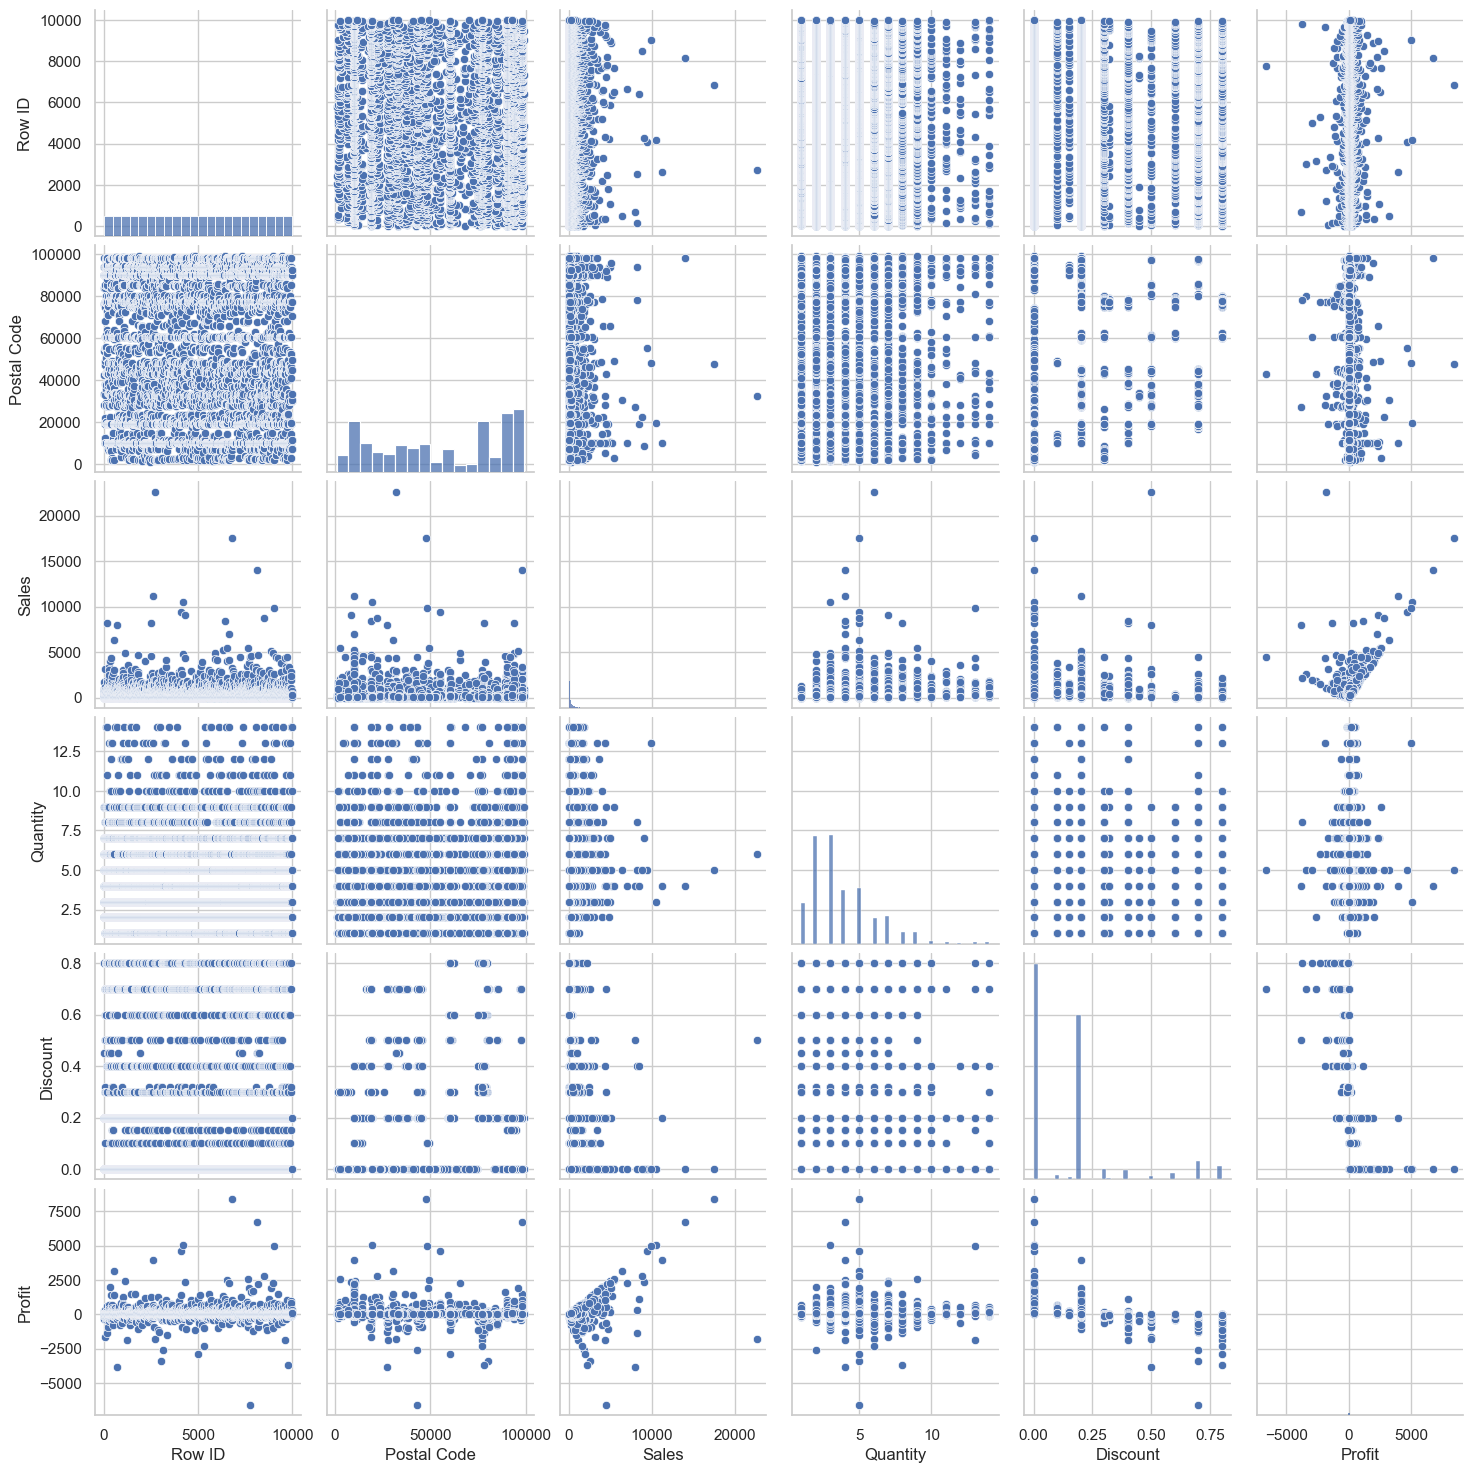 10000
8000
6000
4000
2000
0
Row ID
100000
80000
60000
40000
20000
0
Postal Code
20000
15000
10000
5000
0
Sales
12.5
10.0
7.5
5.0
2.5
Quantity
0.8
0.6
0.4
0.2
0.0
Discount
7500
5000
2500
0
−2500
−5000
Profit
0 5000 10000
0 50000 100000
0 10000 20000
5 10
0.00 0.25 0.50 0.75
−5000 0 5000
Row ID Postal Code Sales Quantity Discount Profit